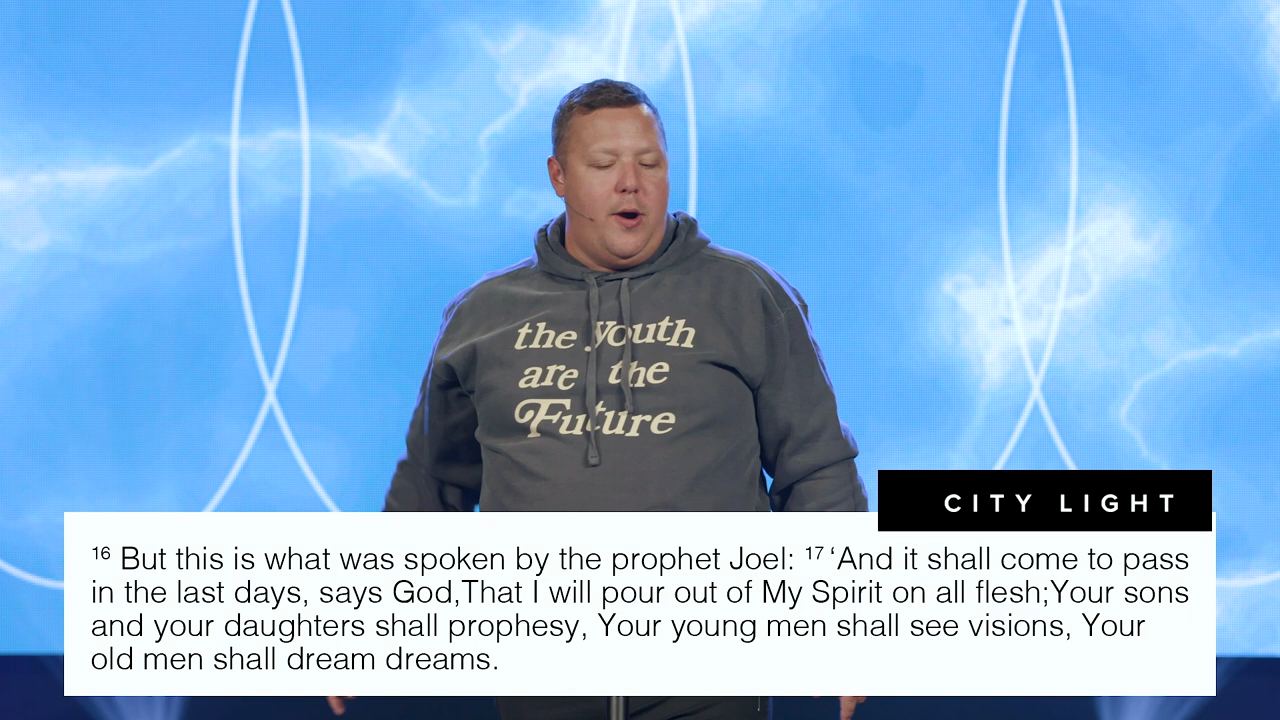 the youth
are the
Future
CITY LIGHT
16 But this is what was spoken by the prophet Joel: 17 ‘And it shall come to pass
in the last days, says God,That I will pour out of My Spirit on all flesh;Your sons
and your daughters shall prophesy, Your young men shall see visions, Your
old men shall dream dreams.